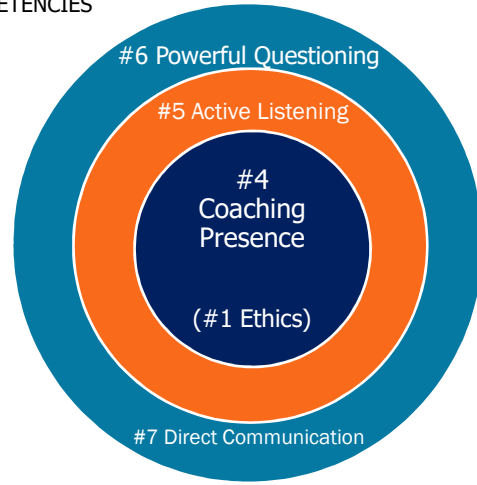 ETENCIES
#6 Powerful Questioning
#5 Active Listening
#4
Coaching
Presence
(#1 Ethics)
#7 Direct Communication